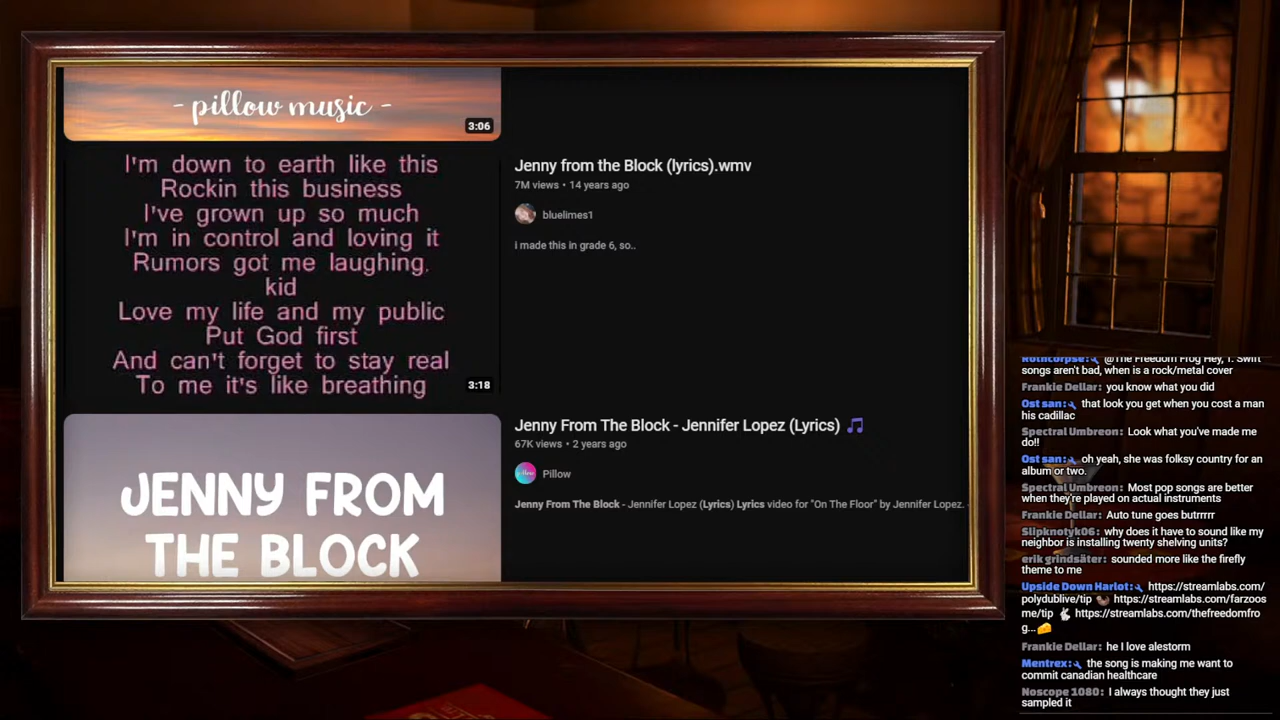 - pillow music -
3:06
I'm down to earth like this
Rockin this business
I've grown up so much
I'm in control and loving it
Rumors got me laughing,
kid
Love my life and my public
Put God first
And can't forget to stay real
To me it's like breathing
3:18
Jenny from the Block (lyrics).wmv
7M views • 14 years ago
bluelimes1
i made this in grade 6, so..
JENNY FROM
THE BLOCK
Jenny From The Block - Jennifer Lopez (Lyrics) 🎵
67K views • 2 years ago
Pillow
Jenny From The Block - Jennifer Lopez (Lyrics) Lyrics video for "On The Floor" by Jennifer Lopez.
Rothcorpse: @The Freedom Frog Hey, T. Swift
songs aren't bad, when is a rock/metal cover
Frankie Dellar: you know what you did
Ost san: that look you get when you cost a man
his cadillac
Spectral Umbreon: Look what you've made me
do!!
Ost san: oh yeah, she was folksy country for an
album or two.
Spectral Umbreon: Most pop songs are better
when they're played on actual instruments
Frankie Dellar: Auto tune goes butrrrrr
Slipknotyk06: why does it have to sound like my
neighbor is installing twenty shelving units?
erik grindsäter: sounded more like the firefly
theme to me
Upside Down Harlot: https://streamlabs.com/
polydublive/tip 🦦 https://streamlabs.com/farzoos
me/tip 🐇 https://streamlabs.com/thefreedomfro
g...🧀
Frankie Dellar: he I love alestorm
Mentrex: the song is making me want to
commit canadian healthcare
Noscope 1080: I always thought they just
sampled it